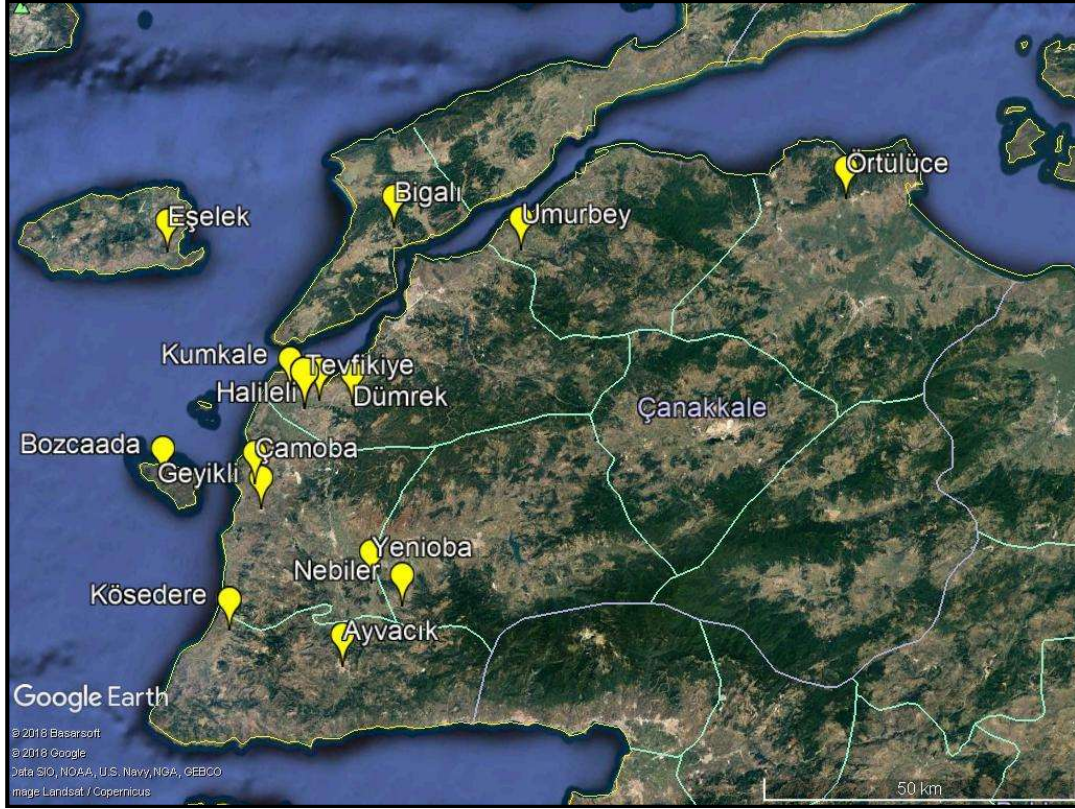 Örtülüce
Bigalı
Eşelek
Umurbey
Kumkale
Tevfikiye
Halileli
Dümrek
Çanakkale
Bozcaada
Çamoba
Geyikli
Yenioba
Nebiler
Kösedere
Ayvacık
Google Earth
© 2018 Basarsoft
© 2018 Google
Data SIO, NOAA, U.S. Navy, NGA, GEBCO
Image Landsat / Copernicus
50 km